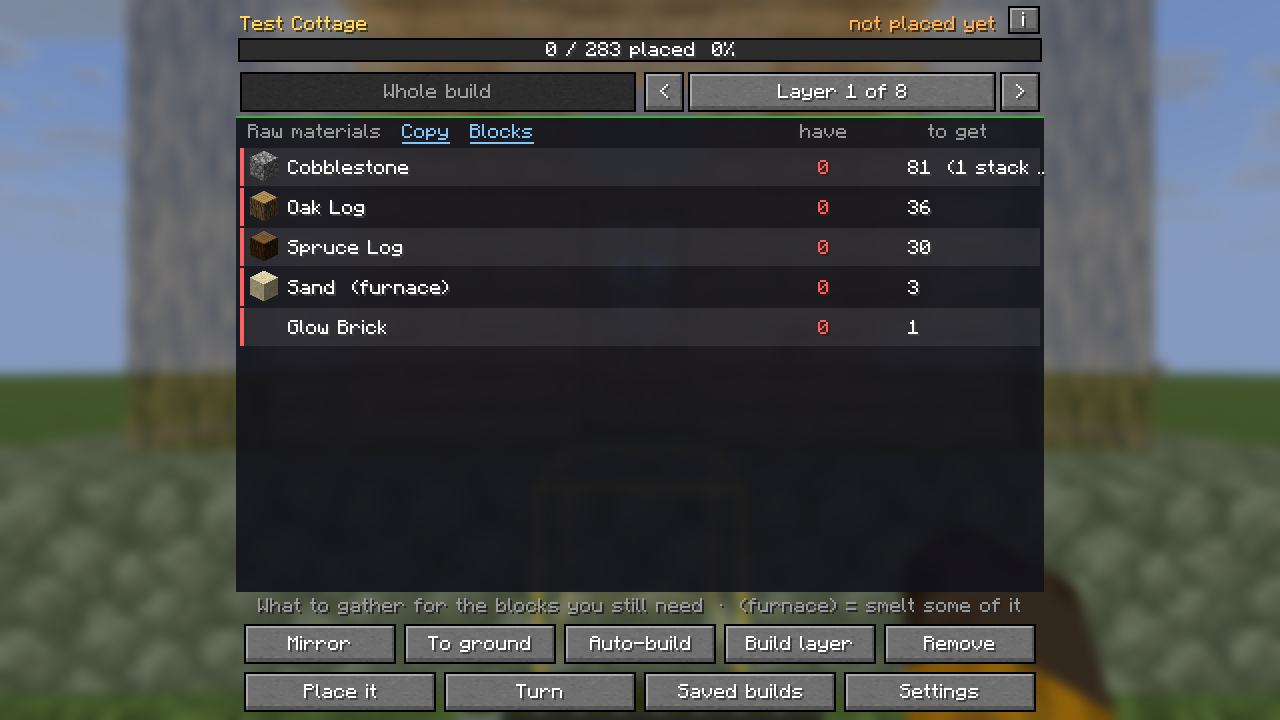 Test Cottage not placed yet i
0 / 283 placed 0%
Whole build < Layer 1 of 8 >
Raw materials Copy Blocks have to get
Cobblestone 0 81 (1 stack ..
Oak Log 0 36
Spruce Log 0 30
Sand (furnace) 0 3
Glow Brick 0 1
What to gather for the blocks you still need · (furnace) = smelt some of it
Mirror To ground Auto-build Build layer Remove
Place it Turn Saved builds Settings